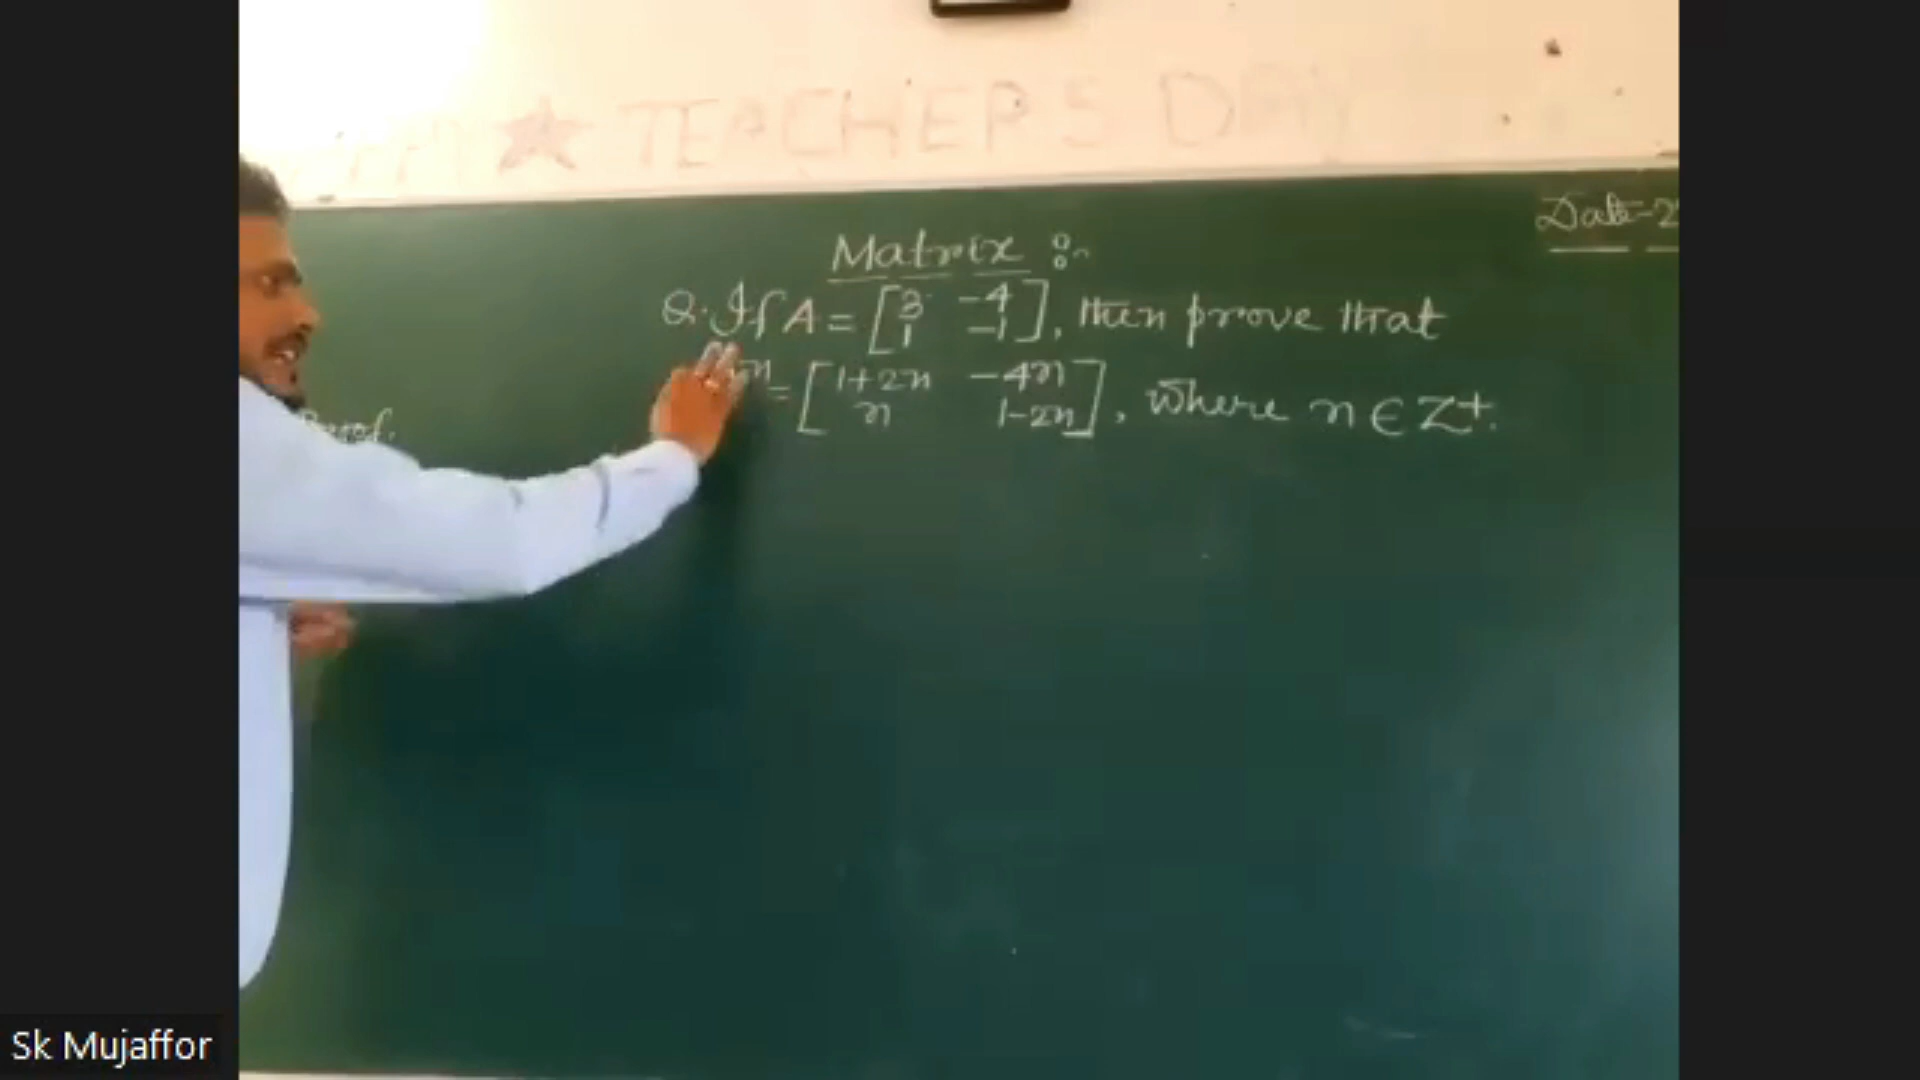 ★ TEACHER'S DAY
Date-2
Matrix :-
Q. If A = [3 -4], then prove that
1 -1
n = [1+2n -4n], where n ∈ Z+.
n 1-2n
Proof.
Sk Mujaffor